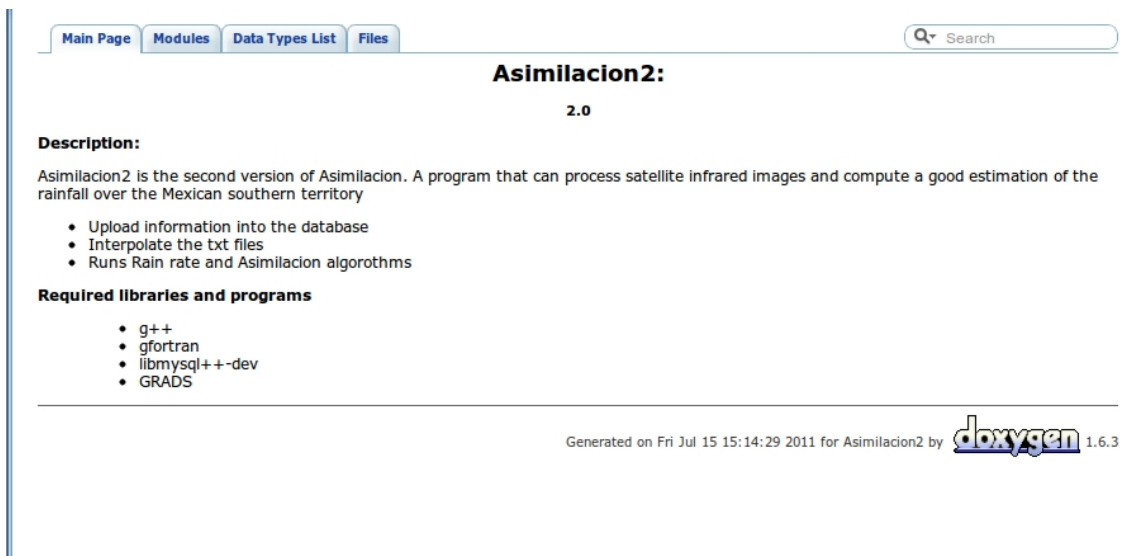 Main Page Modules Data Types List Files Search
Asimilacion2:
2.0
Description:
Asimilacion2 is the second version of Asimilacion. A program that can process satellite infrared images and compute a good estimation of the
rainfall over the Mexican southern territory
• Upload information into the database
• Interpolate the txt files
• Runs Rain rate and Asimilacion algorothms
Required libraries and programs
• g++
• gfortran
• libmysql++-dev
• GRADS
Generated on Fri Jul 15 15:14:29 2011 for Asimilacion2 by doxygen 1.6.3